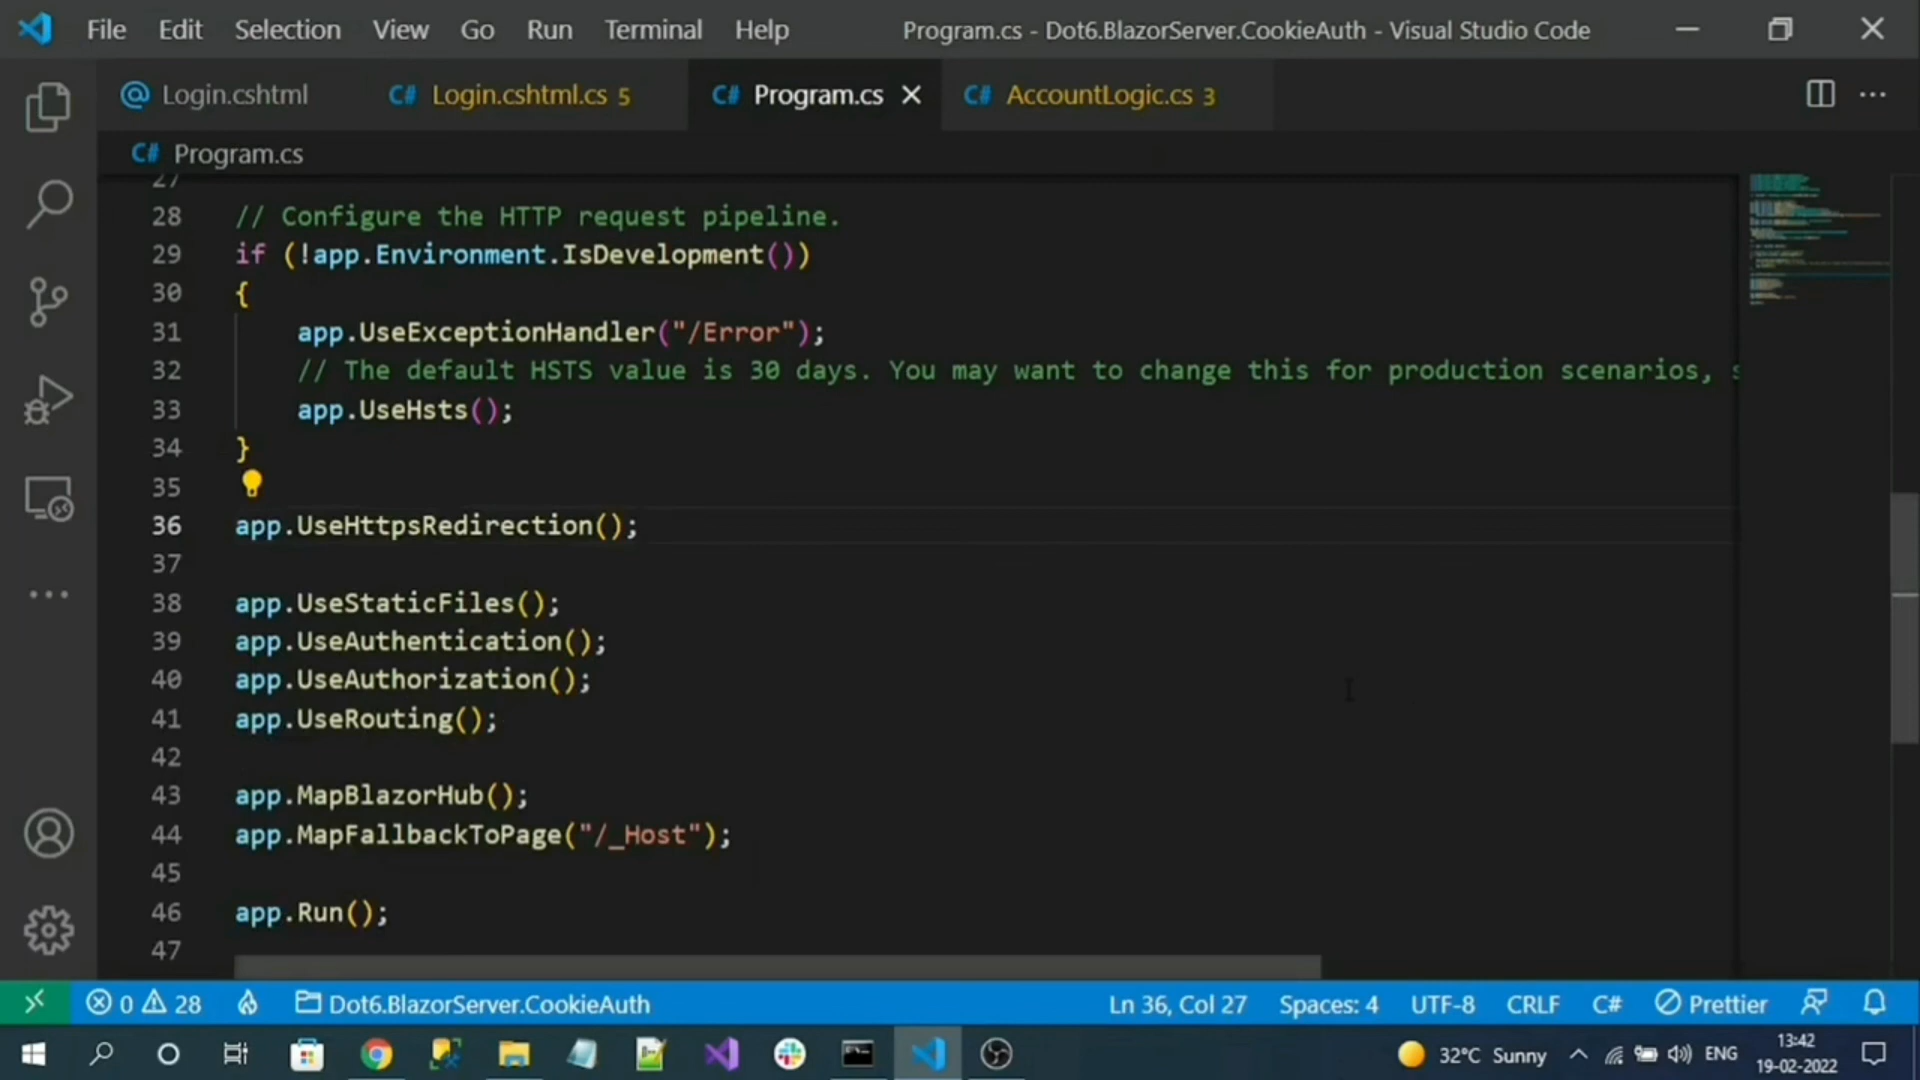 File Edit Selection View Go Run Terminal Help Program.cs - Dot6.BlazorServer.CookieAuth - Visual Studio Code
Login.cshtml C# Login.cshtml.cs 5 C# Program.cs C# AccountLogic.cs 3
C# Program.cs
27
28 // Configure the HTTP request pipeline.
29 if (!app.Environment.IsDevelopment())
30 {
31 app.UseExceptionHandler("/Error");
32 // The default HSTS value is 30 days. You may want to change this for production scenarios, s
33 app.UseHsts();
34 }
35
36 app.UseHttpsRedirection();
37
38 app.UseStaticFiles();
39 app.UseAuthentication();
40 app.UseAuthorization();
41 app.UseRouting();
42
43 app.MapBlazorHub();
44 app.MapFallbackToPage("/_Host");
45
46 app.Run();
47
0 28 Dot6.BlazorServer.CookieAuth Ln 36, Col 27 Spaces: 4 UTF-8 CRLF C# Prettier
32°C Sunny ENG 13:42
19-02-2022